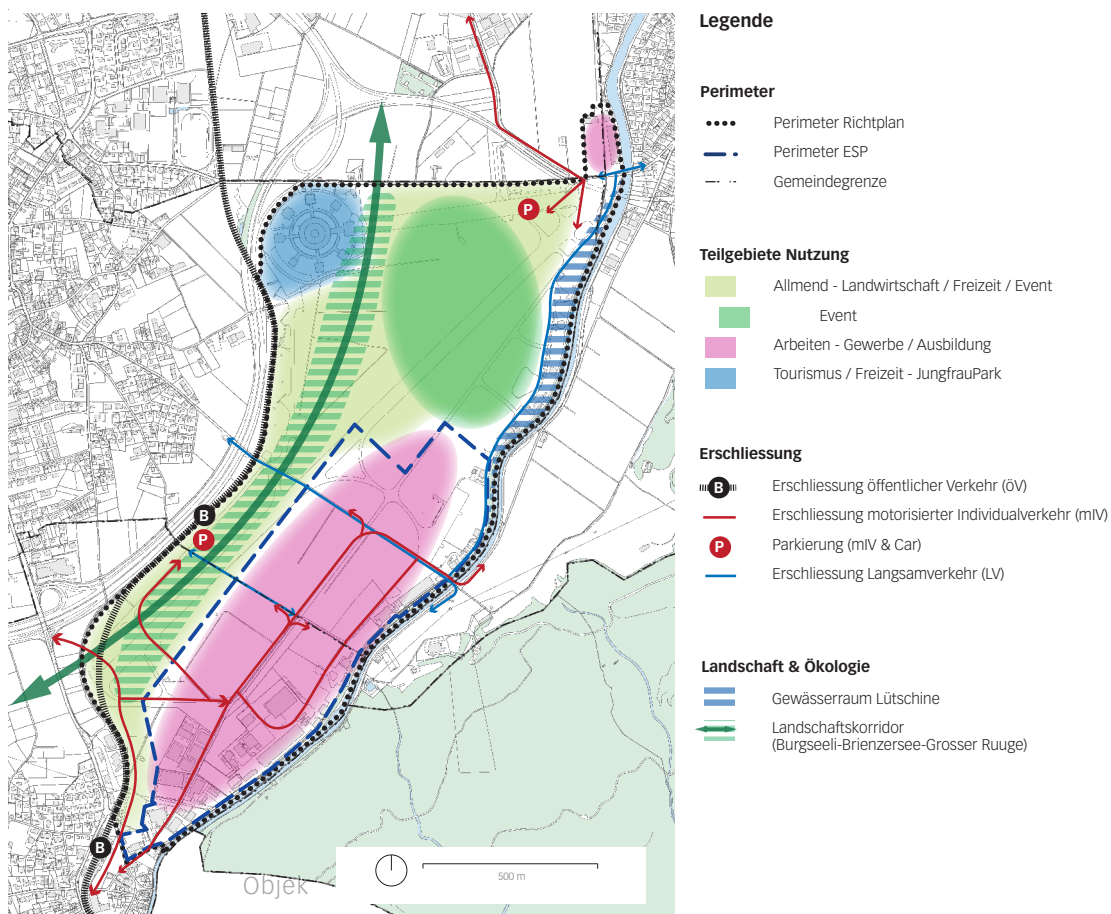 P
B
P
B
Objek
500 m
Legende
Perimeter
Perimeter Richtplan
Perimeter ESP
Gemeindegrenze
Teilgebiete Nutzung
Allmend - Landwirtschaft / Freizeit / Event
Event
Arbeiten - Gewerbe / Ausbildung
Tourismus / Freizeit - JungfrauPark
Erschliessung
B Erschliessung öffentlicher Verkehr (öV)
Erschliessung motorisierter Individualverkehr (mIV)
P Parkierung (mIV & Car)
Erschliessung Langsamverkehr (LV)
Landschaft & Ökologie
Gewässerraum Lütschine
Landschaftskorridor
(Burgseeli-Brienzersee-Grosser Ruuge)